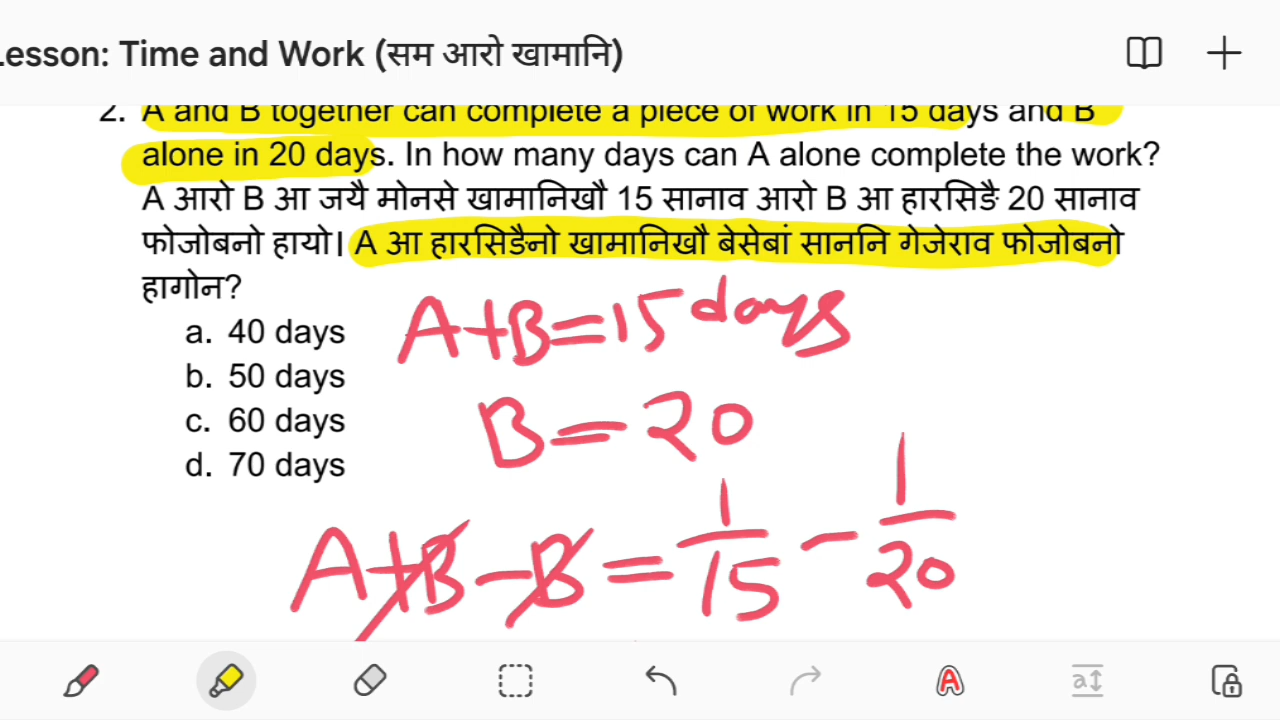 esson: Time and Work (सम आरो खामानि)
2. A and B together can complete a piece of work in 15 days and B
alone in 20 days. In how many days can A alone complete the work?
A आरो B आ जयै मोनसे खामानिखौ 15 सानाव आरो B आ हारसिङै 20 सानाव
फोजोबनो हायो। A आ हारसिङैनो खामानिखौ बेसेबां साननि गेजेराव फोजोबनो
हागोन?
a. 40 days
b. 50 days
c. 60 days
d. 70 days
A+B=15 days
B=20
A+B-B=1/15-1/20
A
a